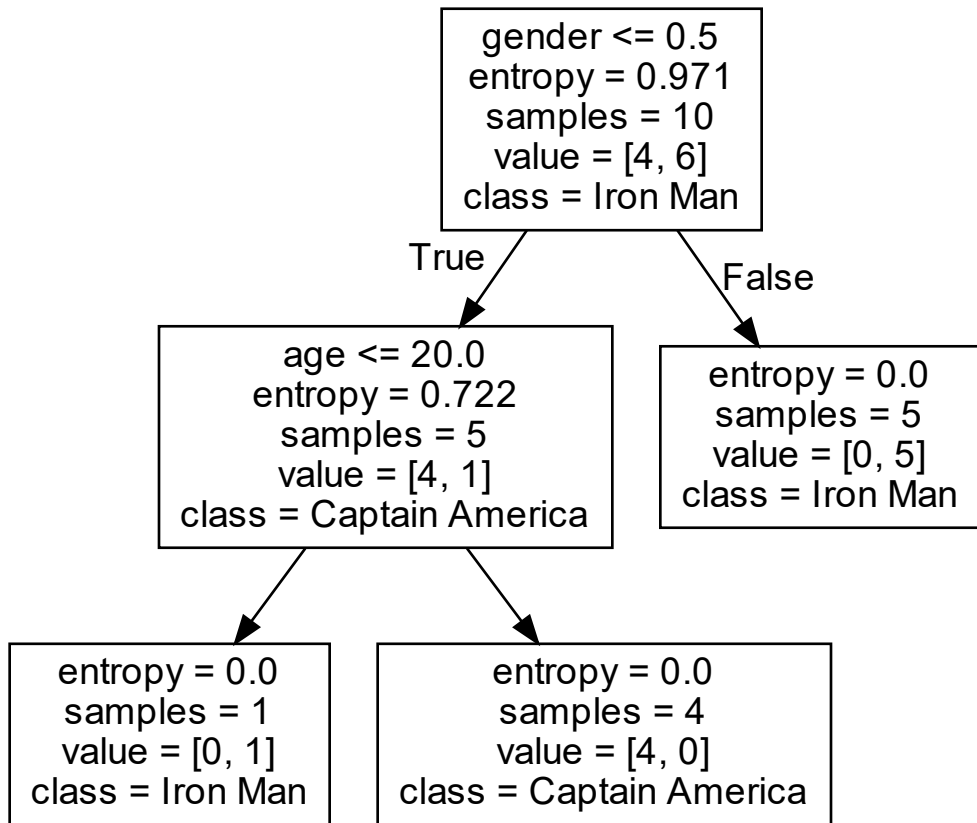 gender <= 0.5
entropy = 0.971
samples = 10
value = [4, 6]
class = Iron Man
True
False
age <= 20.0
entropy = 0.722
samples = 5
value = [4, 1]
class = Captain America
entropy = 0.0
samples = 5
value = [0, 5]
class = Iron Man
entropy = 0.0
samples = 1
value = [0, 1]
class = Iron Man
entropy = 0.0
samples = 4
value = [4, 0]
class = Captain America